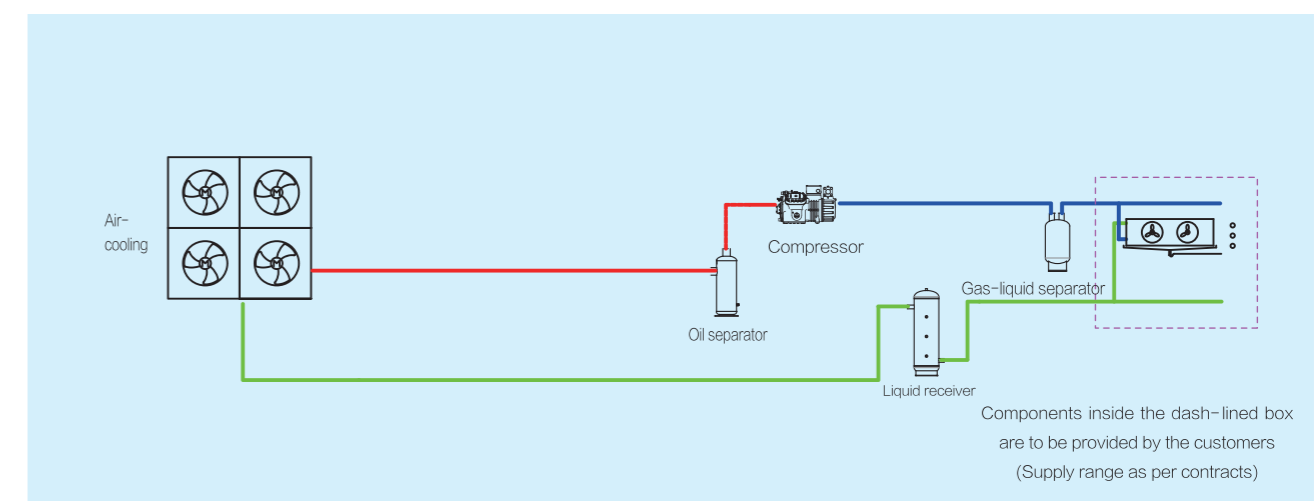 Air-
cooling
Compressor
Gas-liquid separator
Oil separator
Liquid receiver
Components inside the dash-lined box
are to be provided by the customers
(Supply range as per contracts)